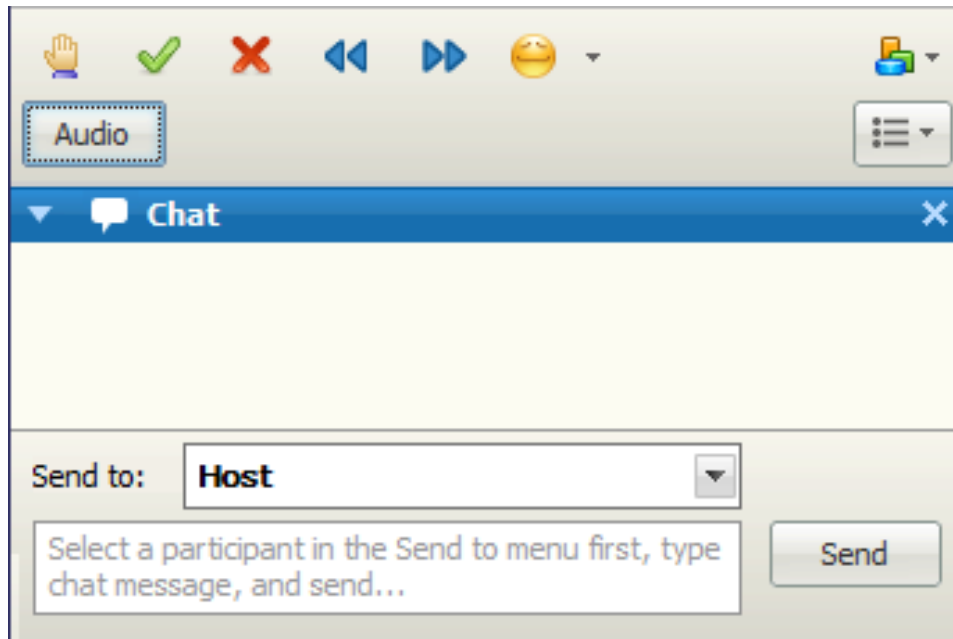 Audio
Chat
Send to: Host
Select a participant in the Send to menu first, type
chat message, and send...
Send